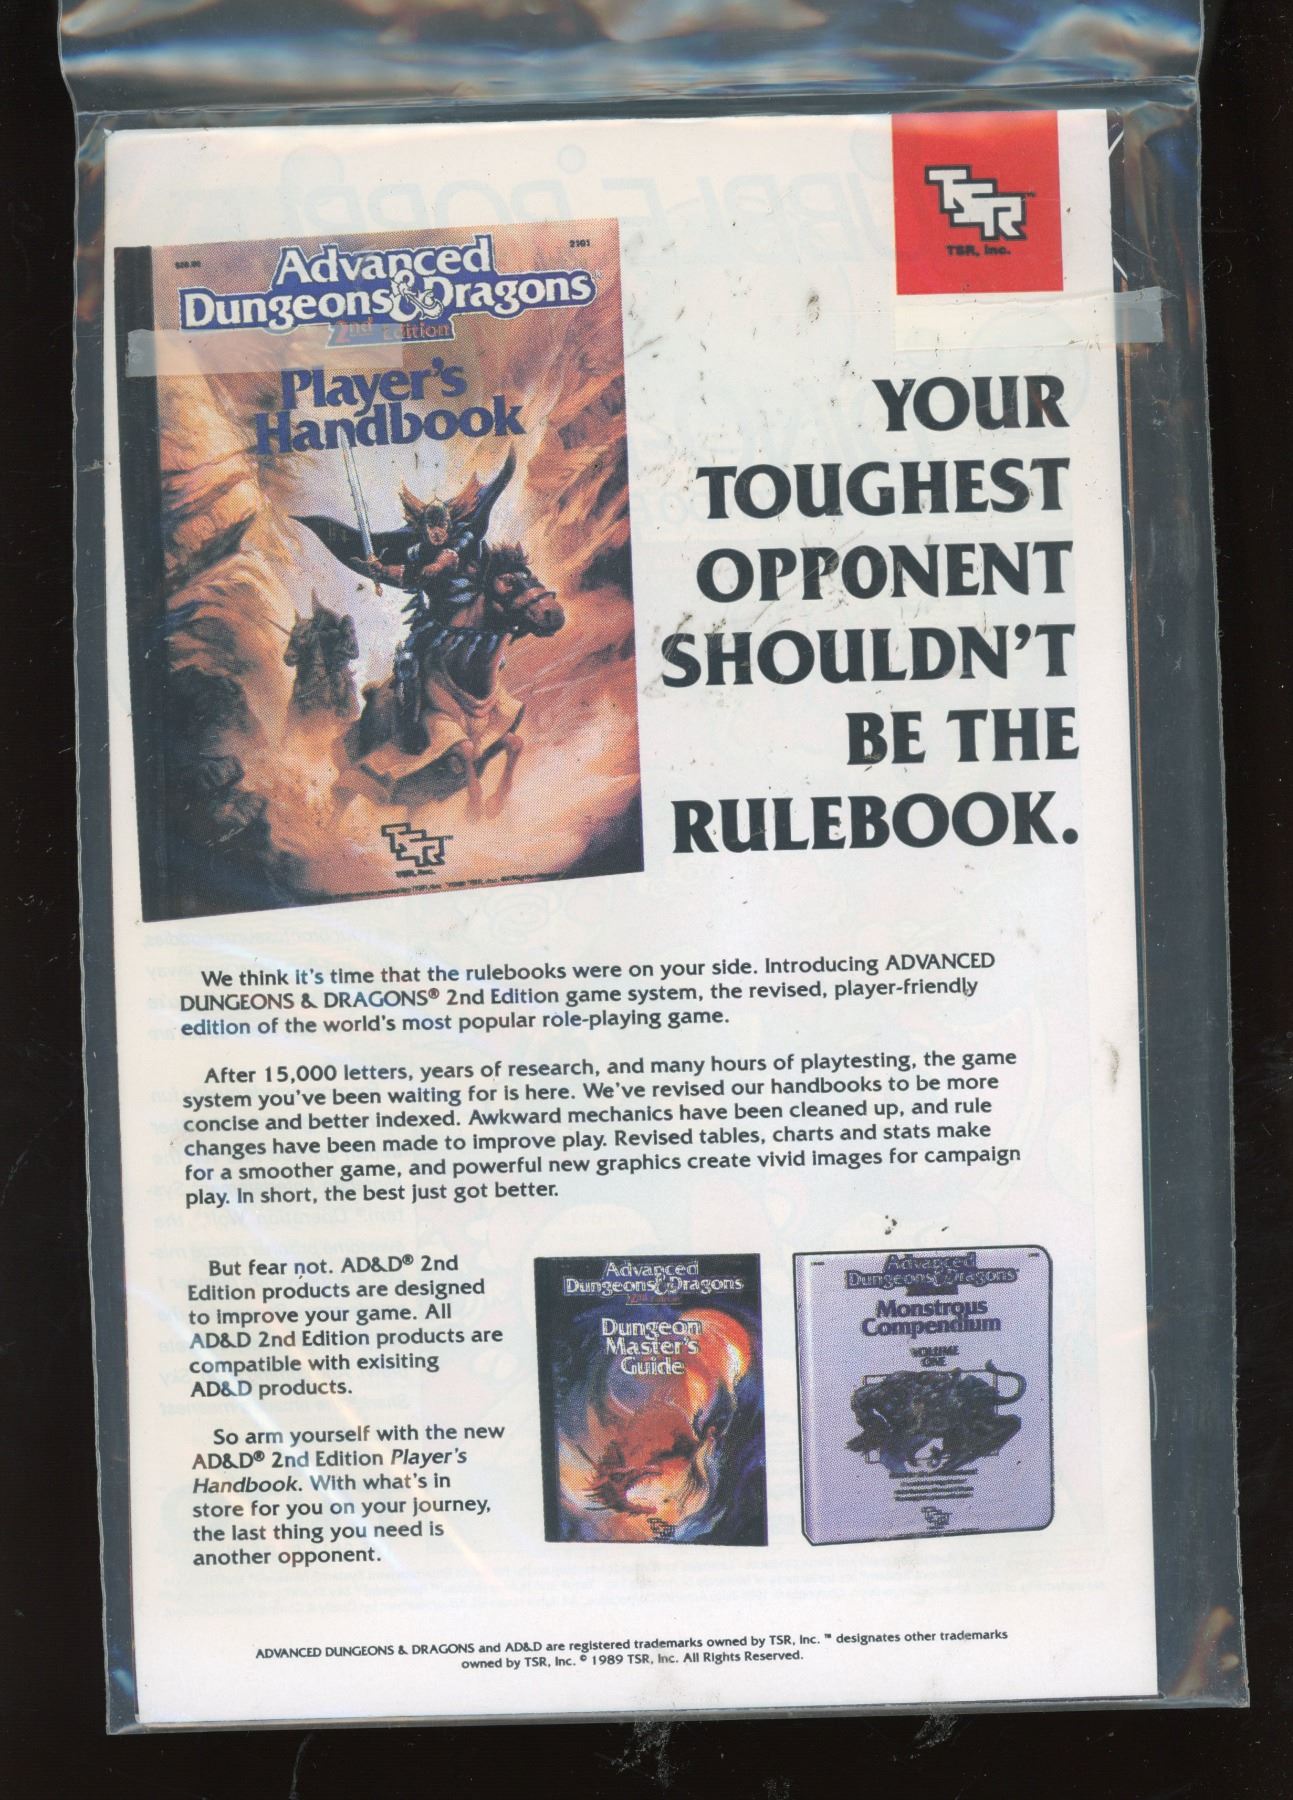 TSR™
TSR, Inc.
2101
Advanced
Dungeons & Dragons®
2nd Edition
Player's
Handbook
TSR™
TSR, Inc.
YOUR
TOUGHEST
OPPONENT
SHOULDN'T
BE THE
RULEBOOK.
We think it's time that the rulebooks were on your side. Introducing ADVANCED
DUNGEONS & DRAGONS® 2nd Edition game system, the revised, player-friendly
edition of the world's most popular role-playing game.
After 15,000 letters, years of research, and many hours of playtesting, the game
system you've been waiting for is here. We've revised our handbooks to be more
concise and better indexed. Awkward mechanics have been cleaned up, and rule
changes have been made to improve play. Revised tables, charts and stats make
for a smoother game, and powerful new graphics create vivid images for campaign
play. In short, the best just got better.
But fear not. AD&D® 2nd
Edition products are designed
to improve your game. All
AD&D 2nd Edition products are
compatible with exisiting
AD&D products.
So arm yourself with the new
AD&D® 2nd Edition Player's
Handbook. With what's in
store for you on your journey,
the last thing you need is
another opponent.
Advanced
Dungeons & Dragons
2nd Edition
Dungeon
Master's
Guide
TSR
Advanced
Dungeons & Dragons
Monstrous
Compendium
VOLUME
ONE
TSR
ADVANCED DUNGEONS & DRAGONS and AD&D are registered trademarks owned by TSR, Inc. ™ designates other trademarks
owned by TSR, Inc. © 1989 TSR, Inc. All Rights Reserved.